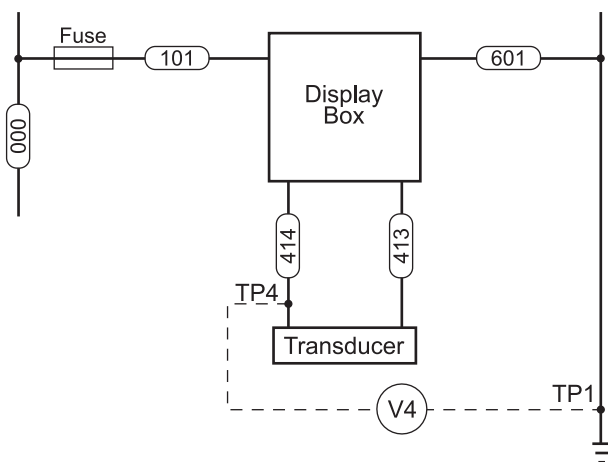 Fuse
101
601
000
Display
Box
414
413
TP4
Transducer
V4
TP1